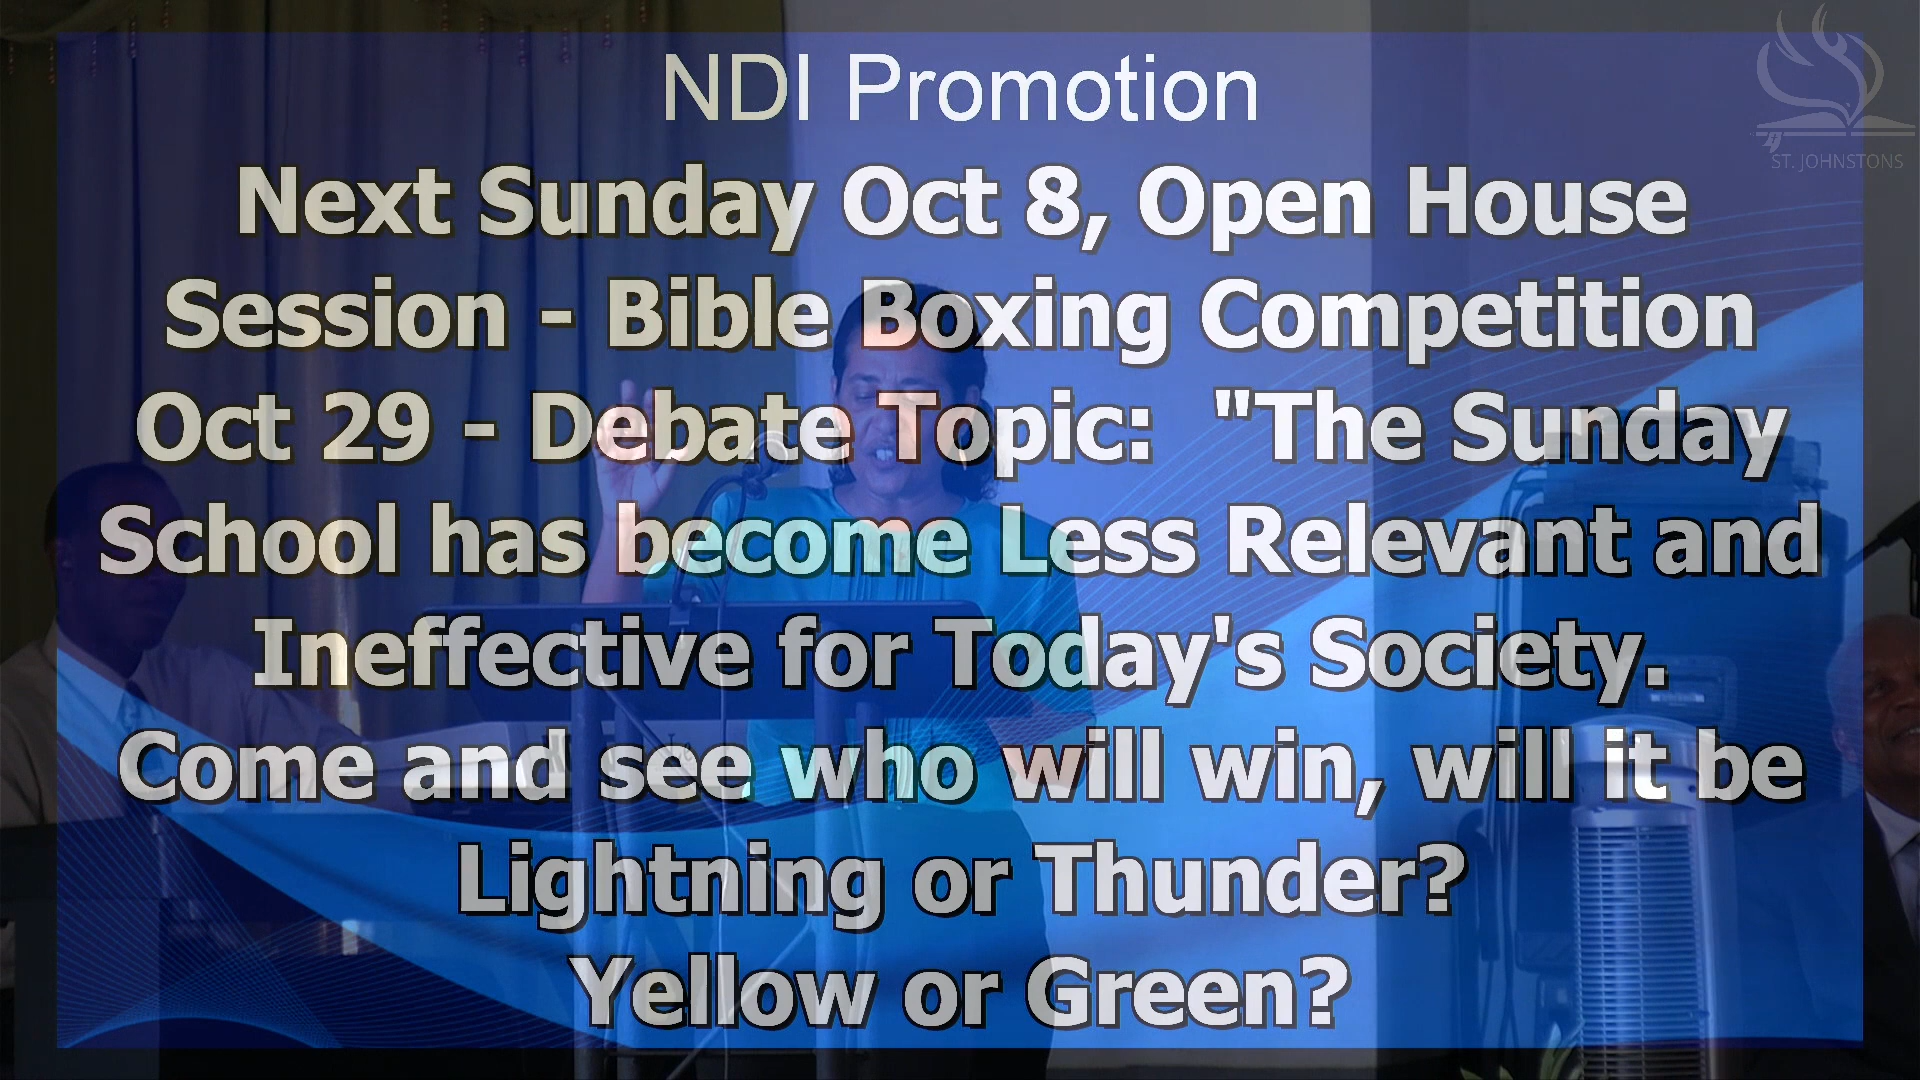 NDI Promotion
ST. JOHNSTONS
Next Sunday Oct 8, Open House
Session - Bible Boxing Competition
Oct 29 - Debate Topic: "The Sunday
School has become Less Relevant and
Ineffective for Today's Society.
Come and see who will win, will it be
Lightning or Thunder?
Yellow or Green?